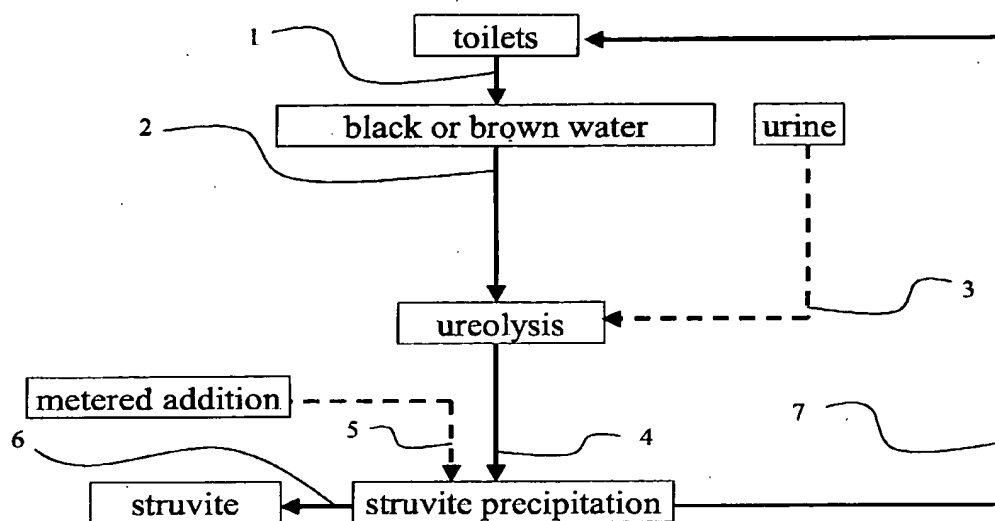 toilets
1
black or brown water
urine
2
3
ureolysis
metered addition
5
4
7
6
struvite
struvite precipitation